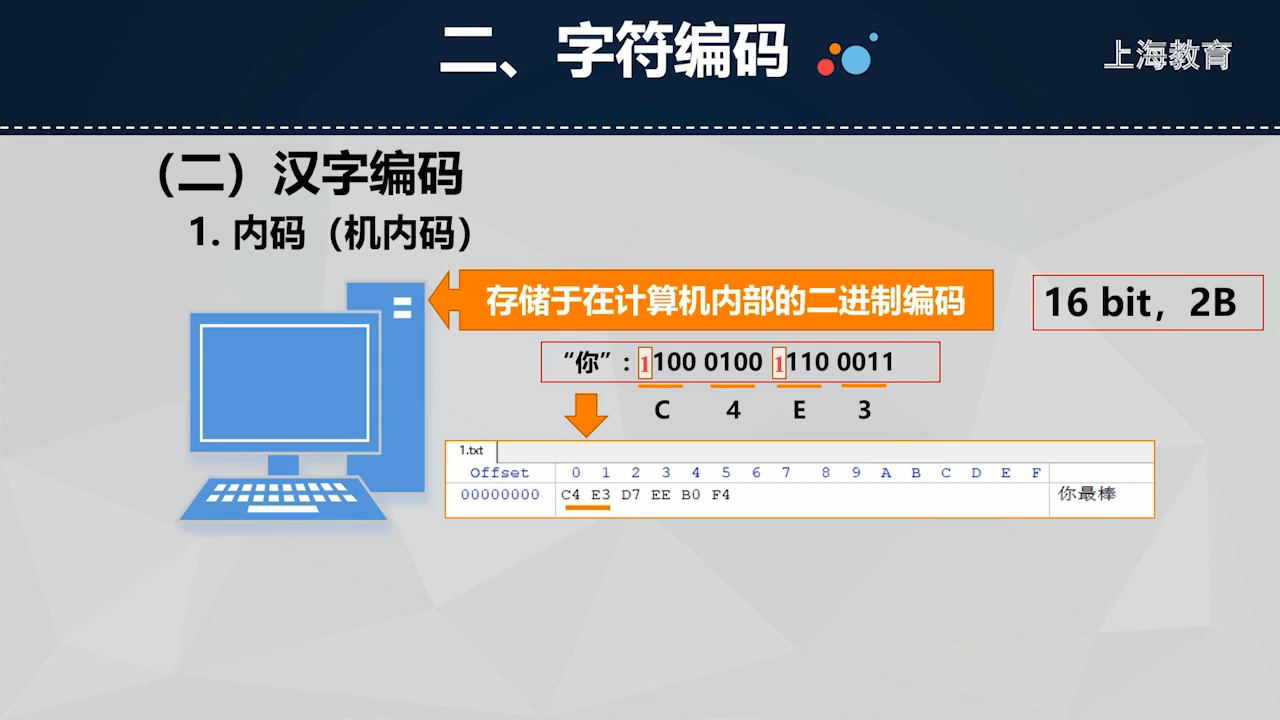 二、字符编码
上海教育
（二）汉字编码
1. 内码（机内码）
存储于在计算机内部的二进制编码
16 bit，2B
“你”：1100 0100 1110 0011
C 4 E 3
1.txt
Offset 0 1 2 3 4 5 6 7 8 9 A B C D E F
00000000 C4 E3 D7 EE B0 F4 你最棒